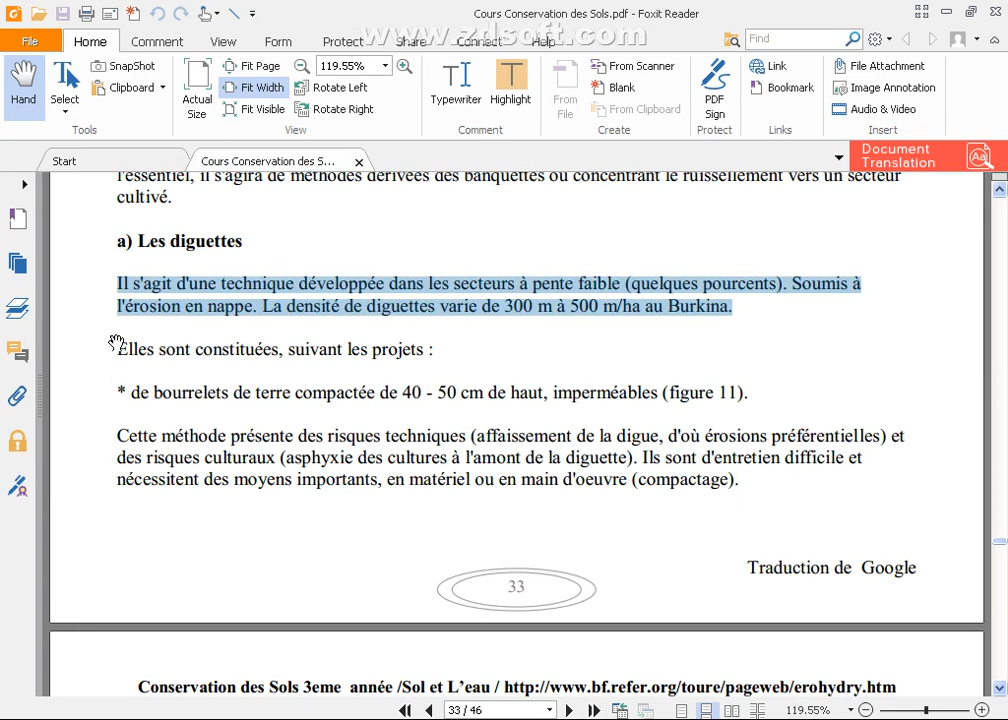 Cours Conservation des Sols.pdf - Foxit Reader
www.zdsoft.com
File Home Comment View Form Protect Share Connect Help Find
Hand
Select
SnapShot
Clipboard
Tools
Actual Size
Fit Page
Fit Width
Fit Visible
119.55%
Rotate Left
Rotate Right
View
Typewriter
Highlight
Comment
From File
From Scanner
Blank
From Clipboard
Create
PDF Sign
Protect
Link
Bookmark
Links
File Attachment
Image Annotation
Audio & Video
Insert
Start
Cours Conservation des S...
Document
Translation
Aa
l'essentiel, il s'agira de méthodes dérivées des banquettes ou concentrant le ruissellement vers un secteur
cultivé.
a) Les diguettes
Il s'agit d'une technique développée dans les secteurs à pente faible (quelques pourcents). Soumis à
l'érosion en nappe. La densité de diguettes varie de 300 m à 500 m/ha au Burkina.
Elles sont constituées, suivant les projets :
* de bourrelets de terre compactée de 40 - 50 cm de haut, imperméables (figure 11).
Cette méthode présente des risques techniques (affaissement de la digue, d'où érosions préférentielles) et
des risques culturaux (asphyxie des cultures à l'amont de la diguette). Ils sont d'entretien difficile et
nécessitent des moyens importants, en matériel ou en main d'oeuvre (compactage).
Traduction de Google
33
Conservation des Sols 3eme année /Sol et L'eau / http://www.bf.refer.org/toure/pageweb/erohydry.htm
33 / 46
119.55%